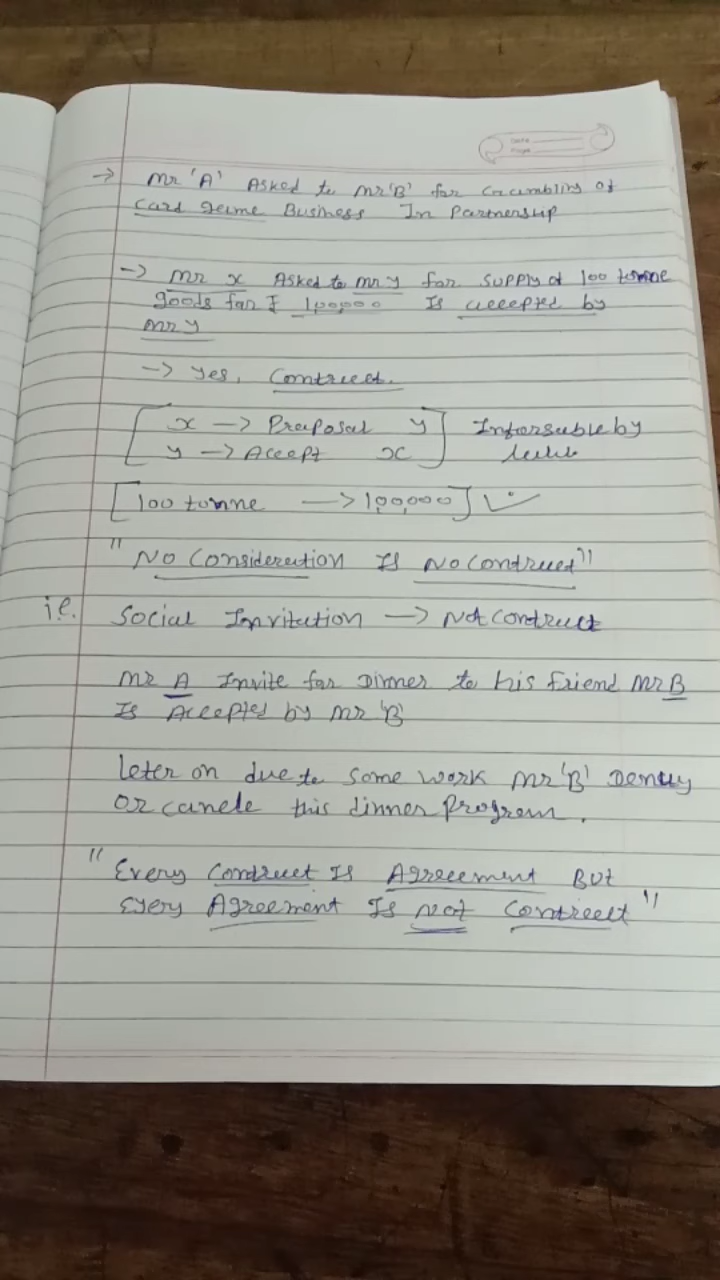 → Mr 'A' Asked to Mr 'B' for Gambling of
Card Game Business In Partnership
→ Mr x Asked to Mr y for supply of 100 tonne
goods for ₹ 1,00,000 Is accepted by
Mr y
→ yes, Contract.
x → Proposal y
y → Accept x
Inforsable by
[100 tonne → 1,00,000]
"No Consideration Is No Contract"
i.e. Social Invitation → Not contract
Mr A Invite for Dinner to his Friend Mr B
Is Accepted by Mr 'B'
Leter on due to some work Mr 'B' Denay
Or cancle this dinner program.
"Every Contract Is Agreement But
Every Agreement Is not Contract"